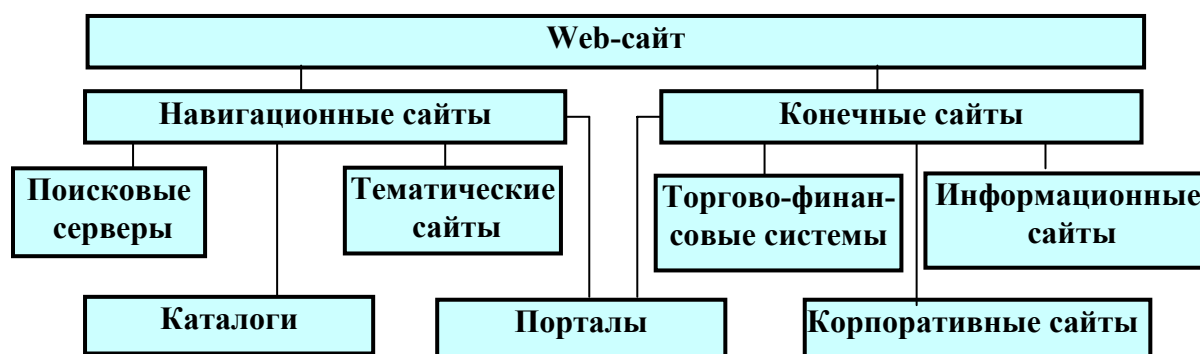 Web-сайт
Навигационные сайты
Конечные сайты
Поисковые
серверы
Тематические
сайты
Торгово-финан-
совые системы
Информационные
сайты
Каталоги
Порталы
Корпоративные сайты